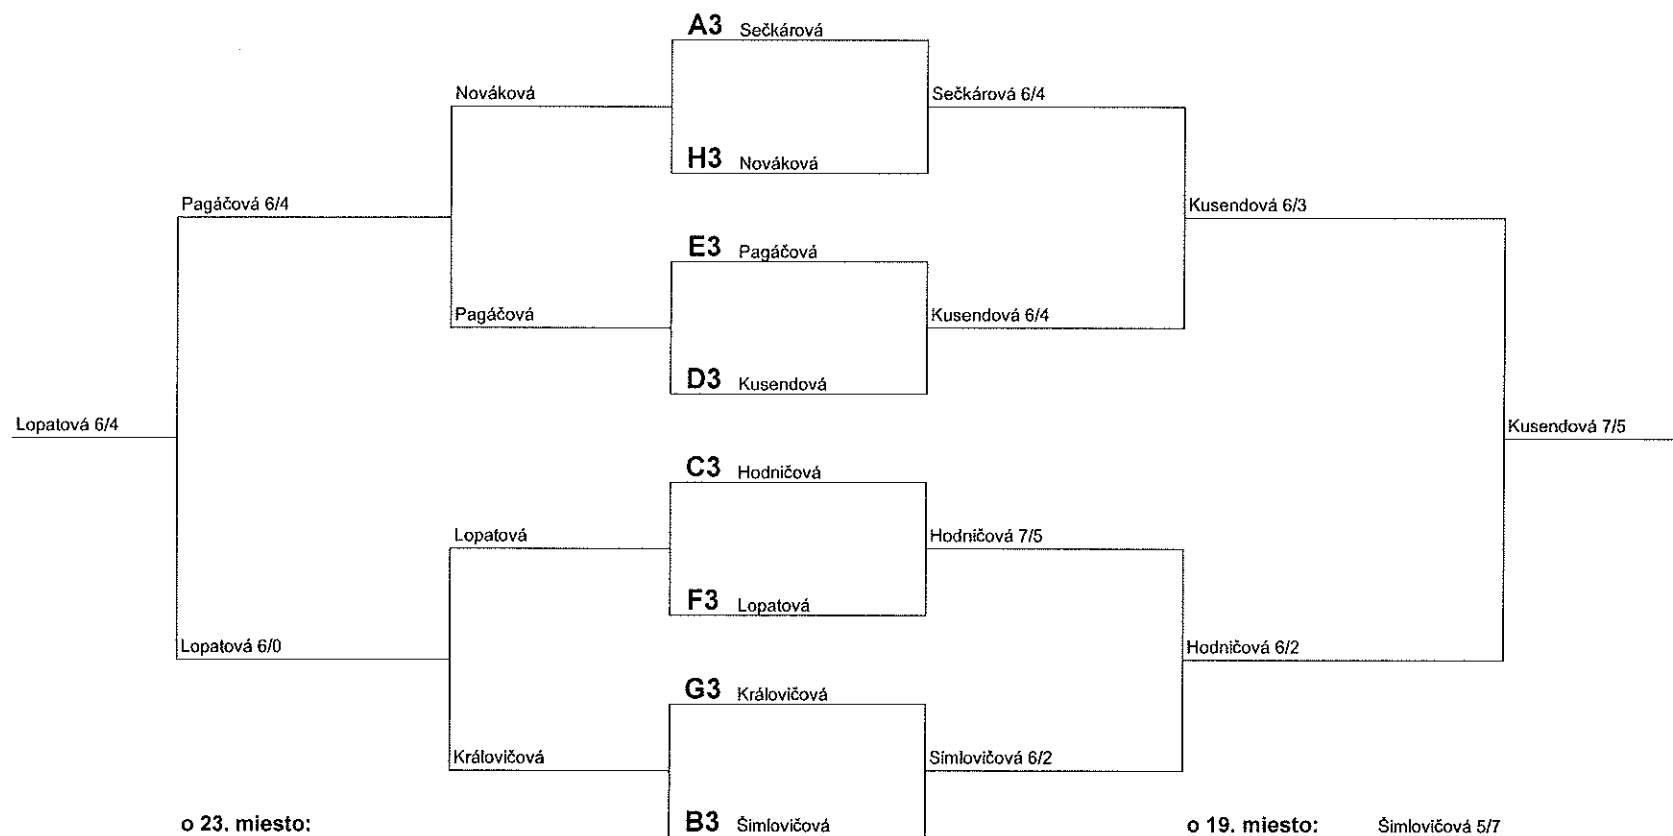 A3 Sečkárová
Nováková
Sečkárová 6/4
H3 Nováková
Pagáčová 6/4
Kusendová 6/3
E3 Pagáčová
Pagáčová
Kusendová 6/4
D3 Kusendová
Lopatová 6/4
Kusendová 7/5
C3 Hodničová
Lopatová
Hodničová 7/5
F3 Lopatová
Lopatová 6/0
Hodničová 6/2
G3 Královičová
Královičová
Šimlovičová 6/2
o 23. miesto:
B3 Šimlovičová
o 19. miesto: Šimlovičová 5/7